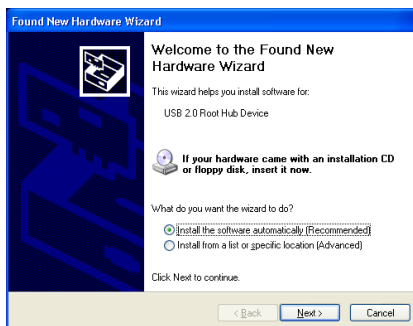 Found New Hardware Wizard
Welcome to the Found New
Hardware Wizard
This wizard helps you install software for:
USB 2.0 Root Hub Device
If your hardware came with an installation CD
or floppy disk, insert it now.
What do you want the wizard to do?
Install the software automatically (Recommended)
Install from a list or specific location (Advanced)
Click Next to continue.
< Back Next > Cancel